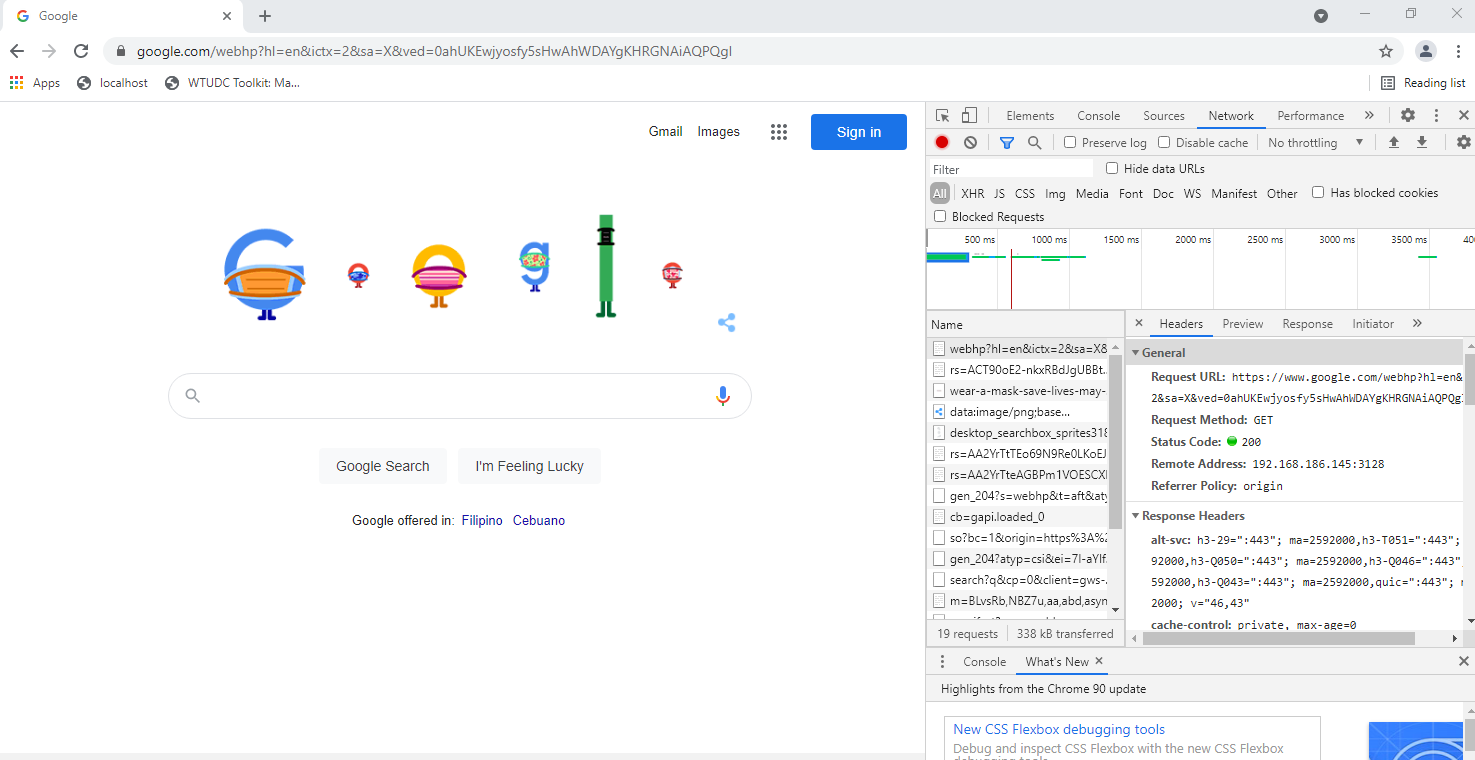 Google
google.com/webhp?hl=en&ictx=2&sa=X&ved=0ahUKEwjyosfy5sHwAhWDAYgKHRGNAiAQPQgI
Apps localhost WTUDC Toolkit: Ma...
Reading list
Gmail Images Sign in
Google
Google Search I'm Feeling Lucky
Google offered in: Filipino Cebuano
Elements Console Sources Network Performance
Preserve log Disable cache No throttling
Filter Hide data URLs
All XHR JS CSS Img Media Font Doc WS Manifest Other Has blocked cookies
Blocked Requests
500 ms 1000 ms 1500 ms 2000 ms 2500 ms 3000 ms 3500 ms 40
Name
webhp?hl=en&ictx=2&sa=X&
rs=ACT90oE2-nkxRBdJgUBBt...
wear-a-mask-save-lives-may-
data:image/png;base...
desktop_searchbox_sprites318
rs=AA2YrTtTEo69N9Re0LKoEJ
rs=AA2YrTteAGBPm1VOESCX
gen_204?s=webhp&t=aft&aty
cb=gapi.loaded_0
so?bc=1&origin=https%3A%2
gen_204?atyp=csi&ei=7I-aYIf
search?q&cp=0&client=gws-
m=BLvsRb,NBZ7u,aa,abd,asyn
19 requests 338 kB transferred
Headers Preview Response Initiator
General
Request URL: https://www.google.com/webhp?hl=en&
2&sa=X&ved=0ahUKEwjyosfy5sHwAhWDAYgKHRGNAiAQPQgI
Request Method: GET
Status Code: 200
Remote Address: 192.168.186.145:3128
Referrer Policy: origin
Response Headers
alt-svc: h3-29=":443"; ma=2592000,h3-T051=":443";
92000,h3-Q050=":443"; ma=2592000,h3-Q046=":443"
592000,h3-Q043=":443"; ma=2592000,quic=":443"; m
2000; v="46,43"
cache-control: private, max-age=0
Console What's New
Highlights from the Chrome 90 update
New CSS Flexbox debugging tools
Debug and inspect CSS Flexbox with the new CSS Flexbox
debugging tools